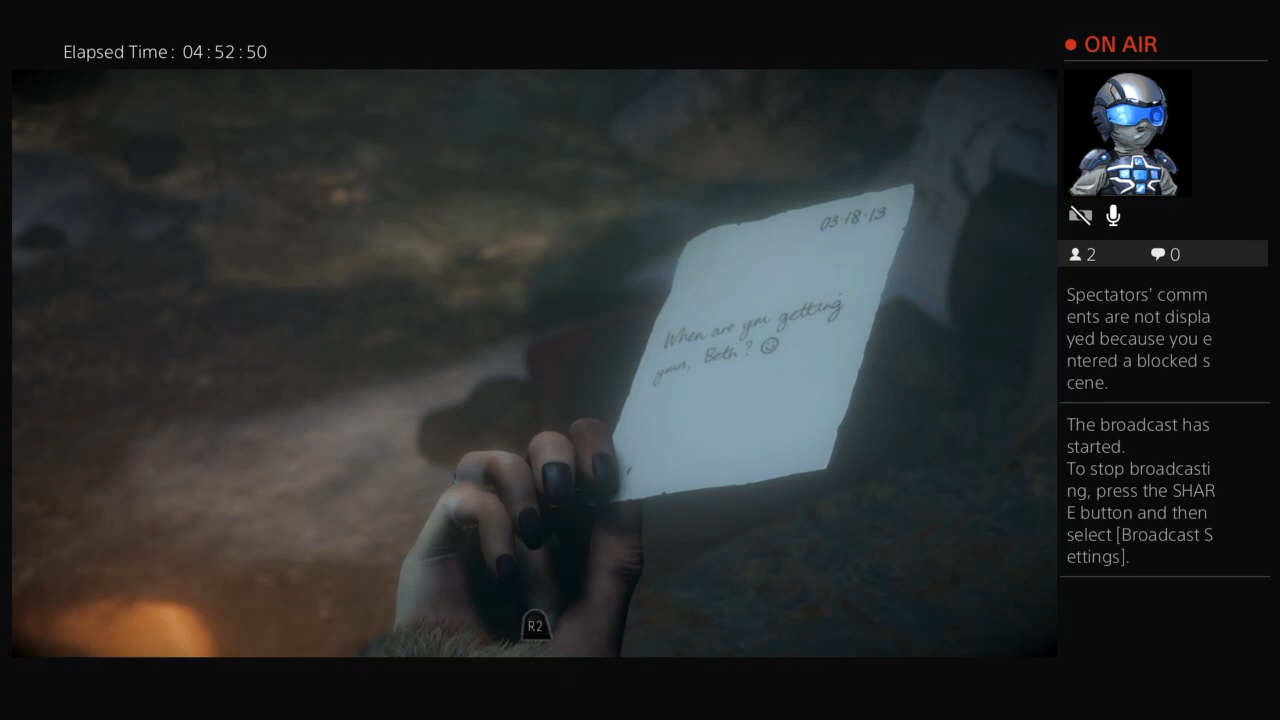 Elapsed Time: 04:52:50
ON AIR
2
0
Spectators' comm
ents are not displa
yed because you e
ntered a blocked s
cene.
The broadcast has
started.
To stop broadcasti
ng, press the SHAR
E button and then
select [Broadcast S
ettings].
03·18·13
When are you getting
yours, Beth? ☺
R2